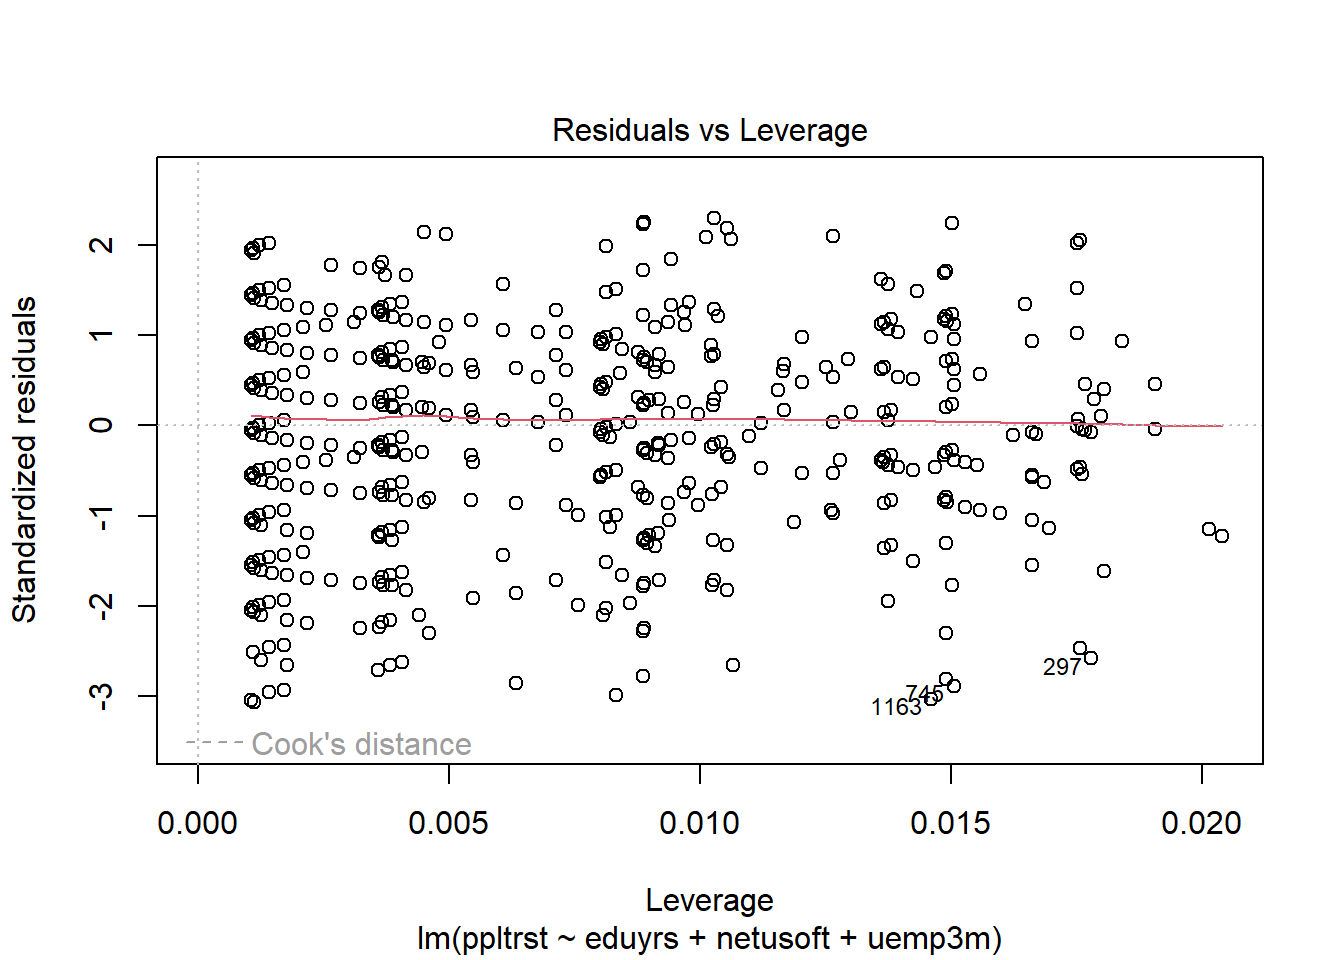 Residuals vs Leverage
Standardized residuals
2
1
0
-1
-2
-3
297
745
1163
Cook's distance
0.000 0.005 0.010 0.015 0.020
Leverage
lm(ppltrst ~ eduyrs + netusoft + uemp3m)